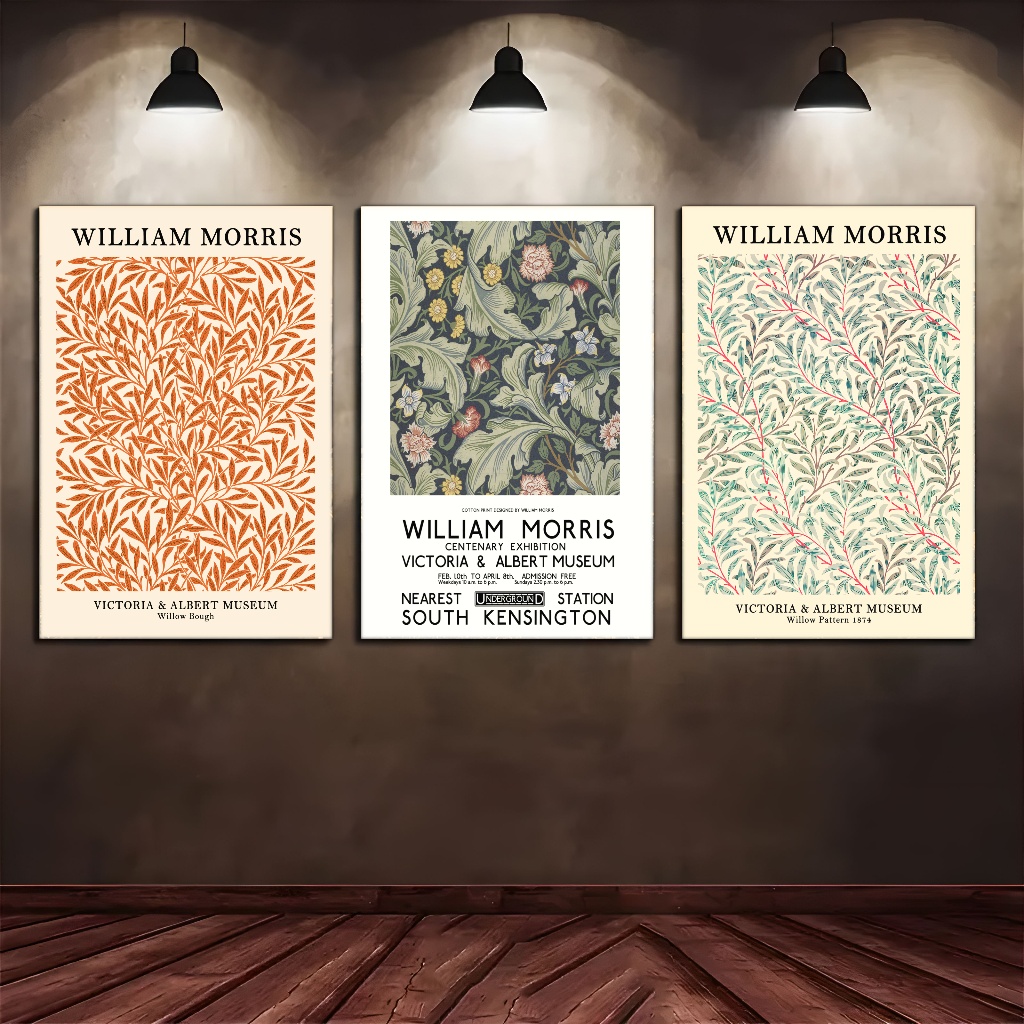 WILLIAM MORRIS
VICTORIA & ALBERT MUSEUM
Willow Bough
COTTON PRINT DESIGNED BY WILLIAM MORRIS
WILLIAM MORRIS
CENTENARY EXHIBITION
VICTORIA & ALBERT MUSEUM
FEB. 10th TO APRIL 8th. ADMISSION FREE
Weekdays 10 a.m. to 6 p.m. Sundays 2.30 p.m. to 6 p.m.
NEAREST UNDERGROUND STATION
SOUTH KENSINGTON
WILLIAM MORRIS
VICTORIA & ALBERT MUSEUM
Willow Pattern 1874